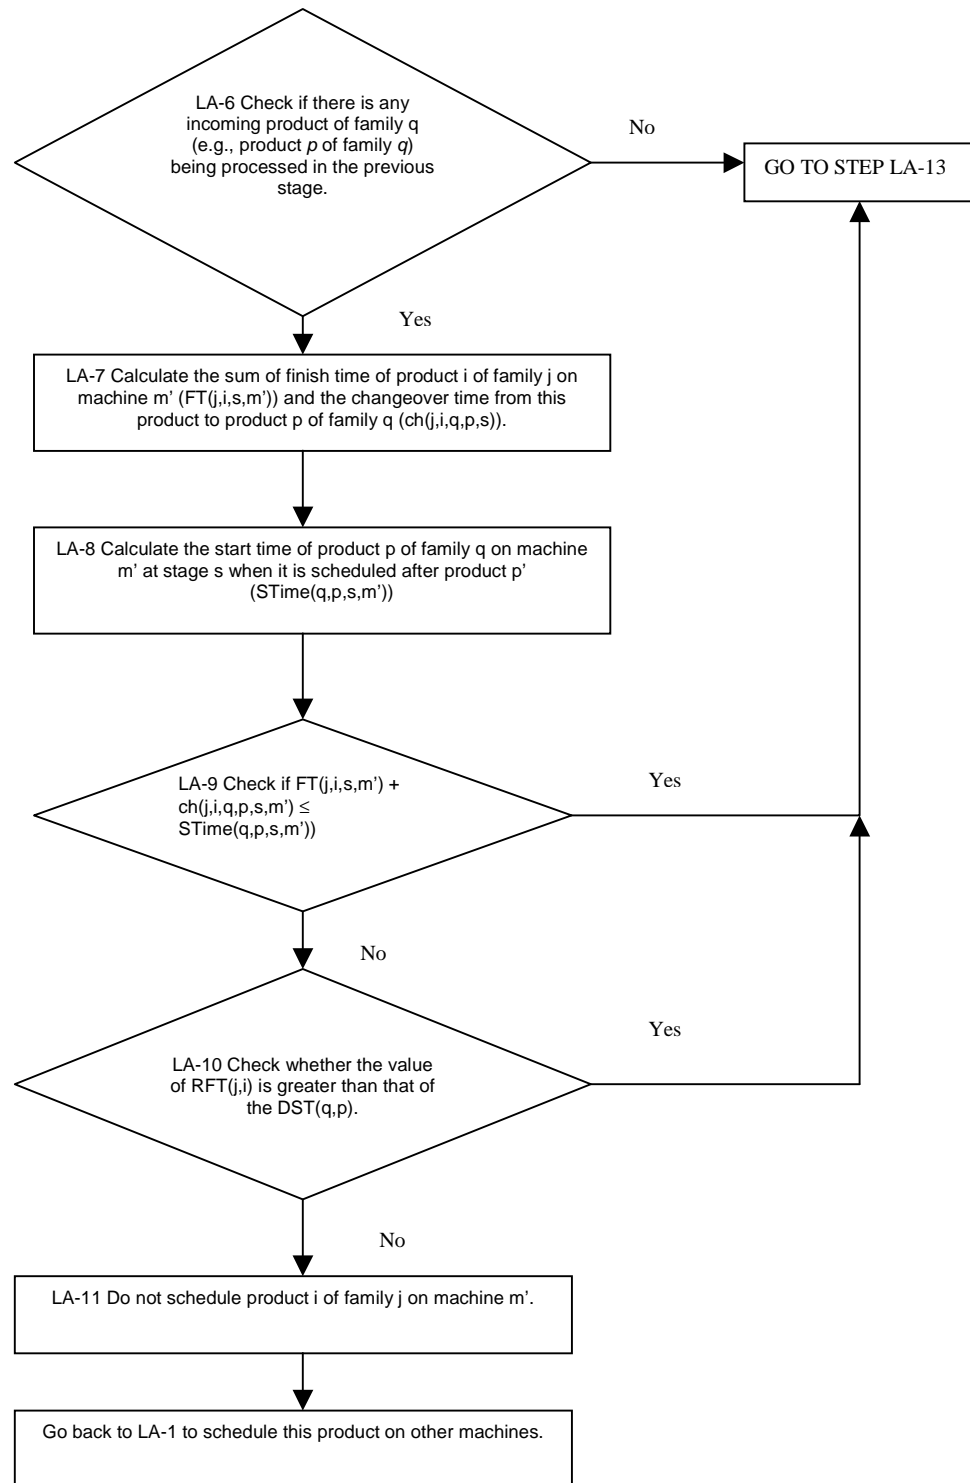 LA-6 Check if there is any
incoming product of family q
(e.g., product p of family q)
being processed in the previous
stage.
No
GO TO STEP LA-13
Yes
LA-7 Calculate the sum of finish time of product i of family j on
machine m’ (FT(j,i,s,m’)) and the changeover time from this
product to product p of family q (ch(j,i,q,p,s)).
LA-8 Calculate the start time of product p of family q on machine
m’ at stage s when it is scheduled after product p’
(STime(q,p,s,m’))
LA-9 Check if FT(j,i,s,m’) +
ch(j,i,q,p,s,m’) ≤
STime(q,p,s,m’))
Yes
No
LA-10 Check whether the value
of RFT(j,i) is greater than that of
the DST(q,p).
Yes
No
LA-11 Do not schedule product i of family j on machine m’.
Go back to LA-1 to schedule this product on other machines.